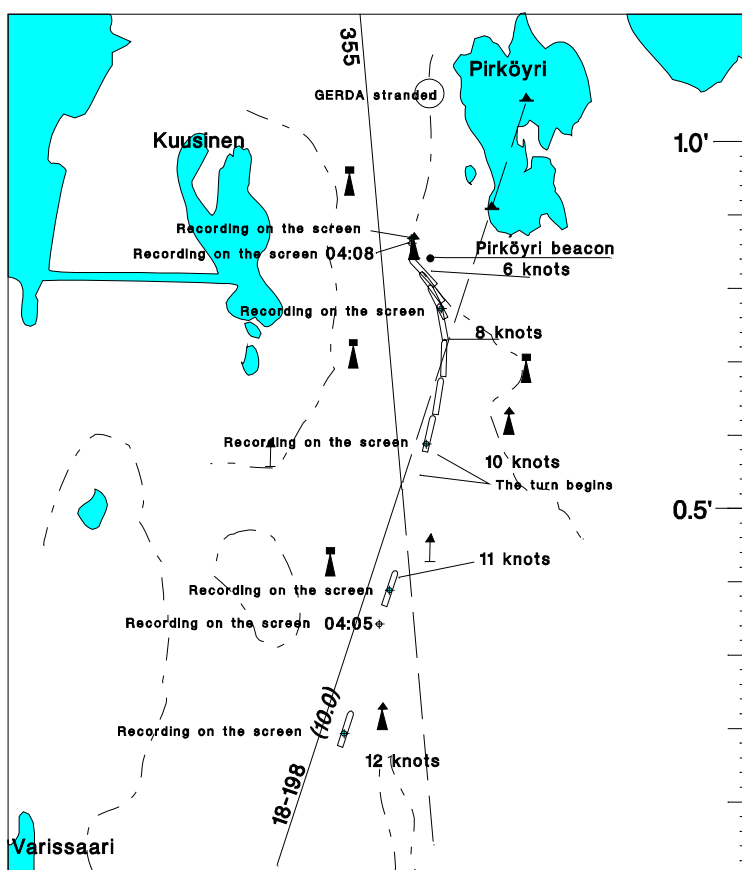 355
Pirköyri
GERDA stranded
1.0'
Kuusinen
Recording on the screen
Pirköyri beacon
Recording on the screen 04:08
6 knots
Recording on the screen
8 knots
Recording on the screen
10 knots
The turn begins
0.5'
11 knots
Recording on the screen
Recording on the screen 04:05
(10.0)
Recording on the screen
12 knots
18-198
Varissaari